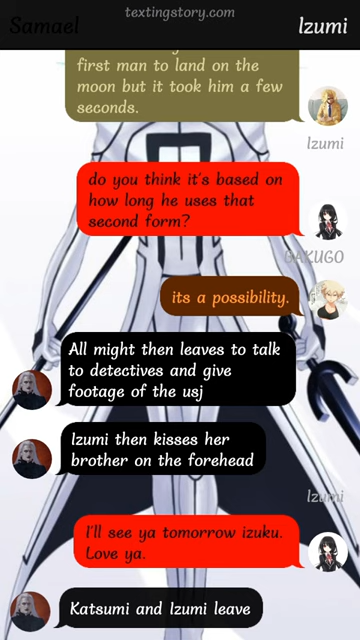 textingstory.com
Samael
Izumi
first man to land on the
moon but it took him a few
seconds.
Izumi
do you think it's based on
how long he uses that
second form?
BAKUGO
its a possibility.
All might then leaves to talk
to detectives and give
footage of the usj
Izumi then kisses her
brother on the forehead
Izumi
I'll see ya tomorrow izuku.
Love ya.
Katsumi and Izumi leave